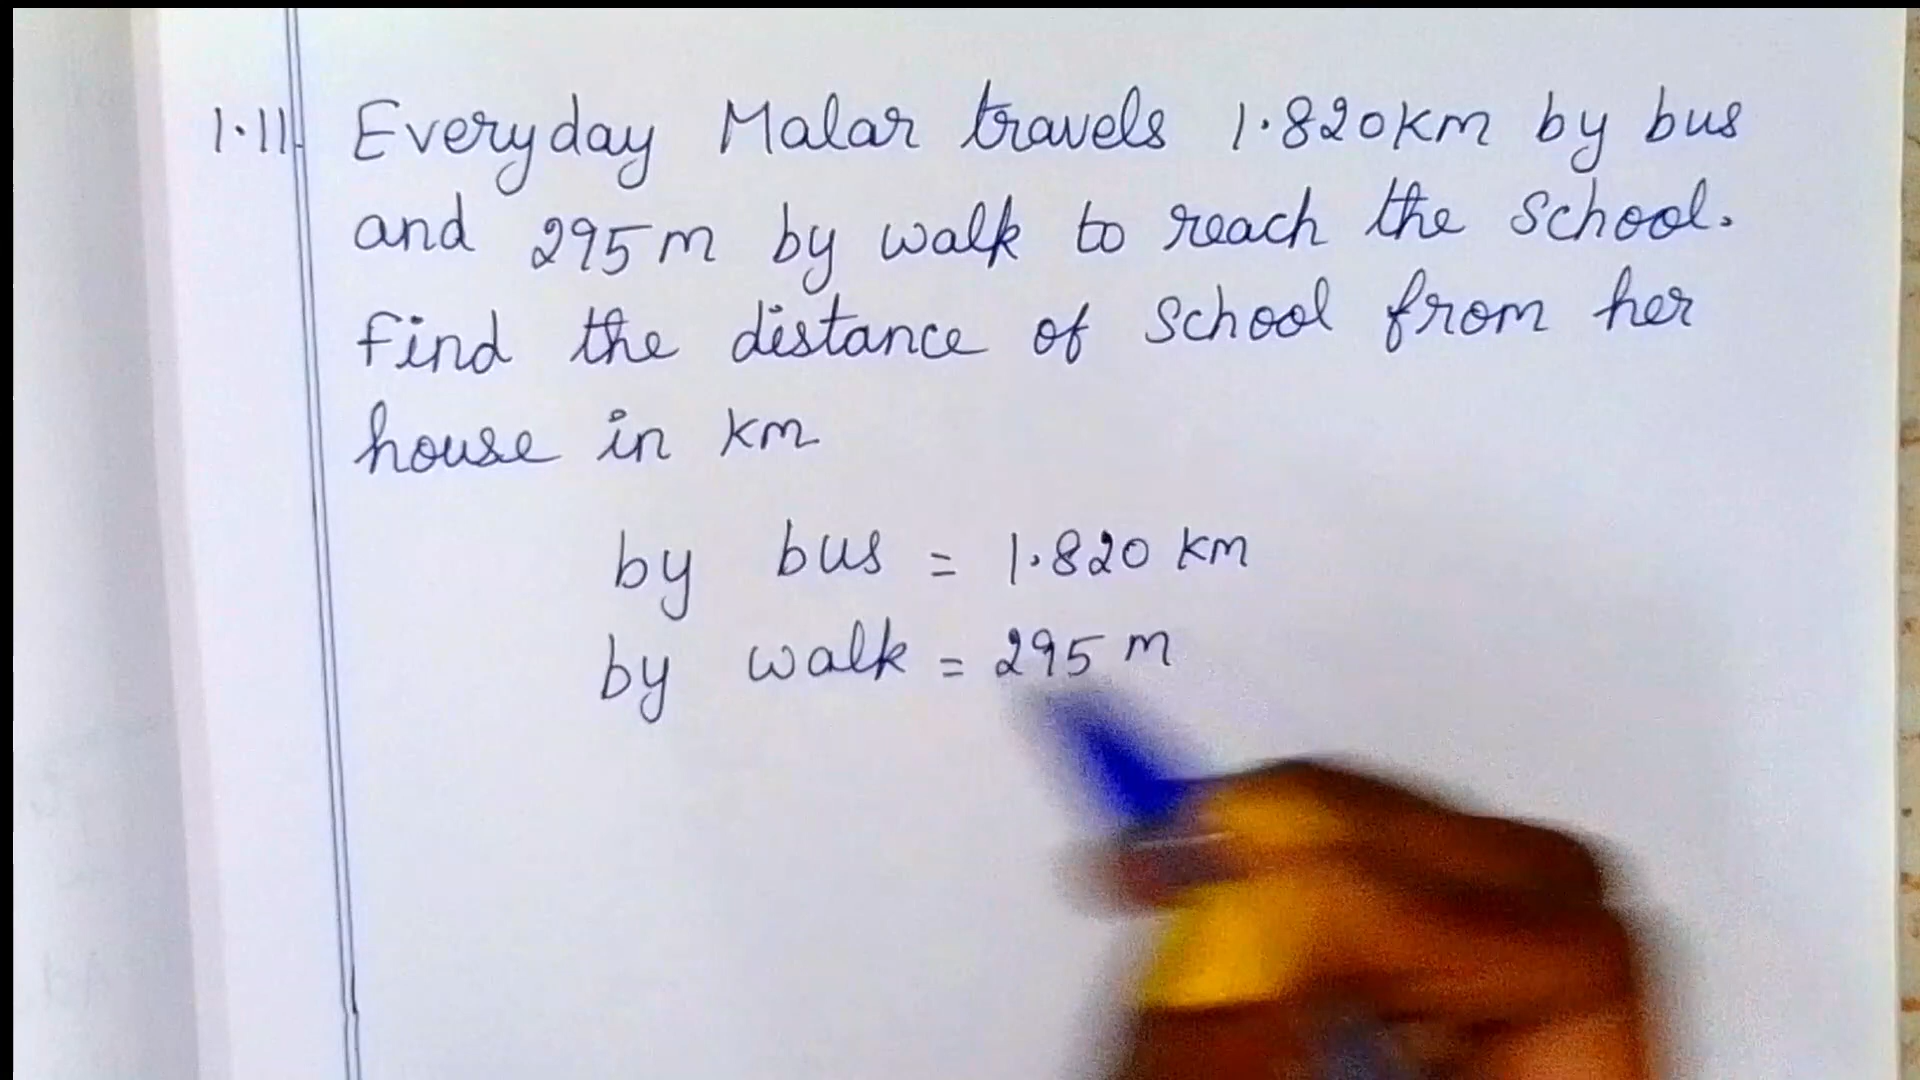 1.11 Everyday Malar travels 1.820km by bus
and 295m by walk to reach the school.
Find the distance of School from her
house in km
by bus = 1.820 km
by walk = 295 m